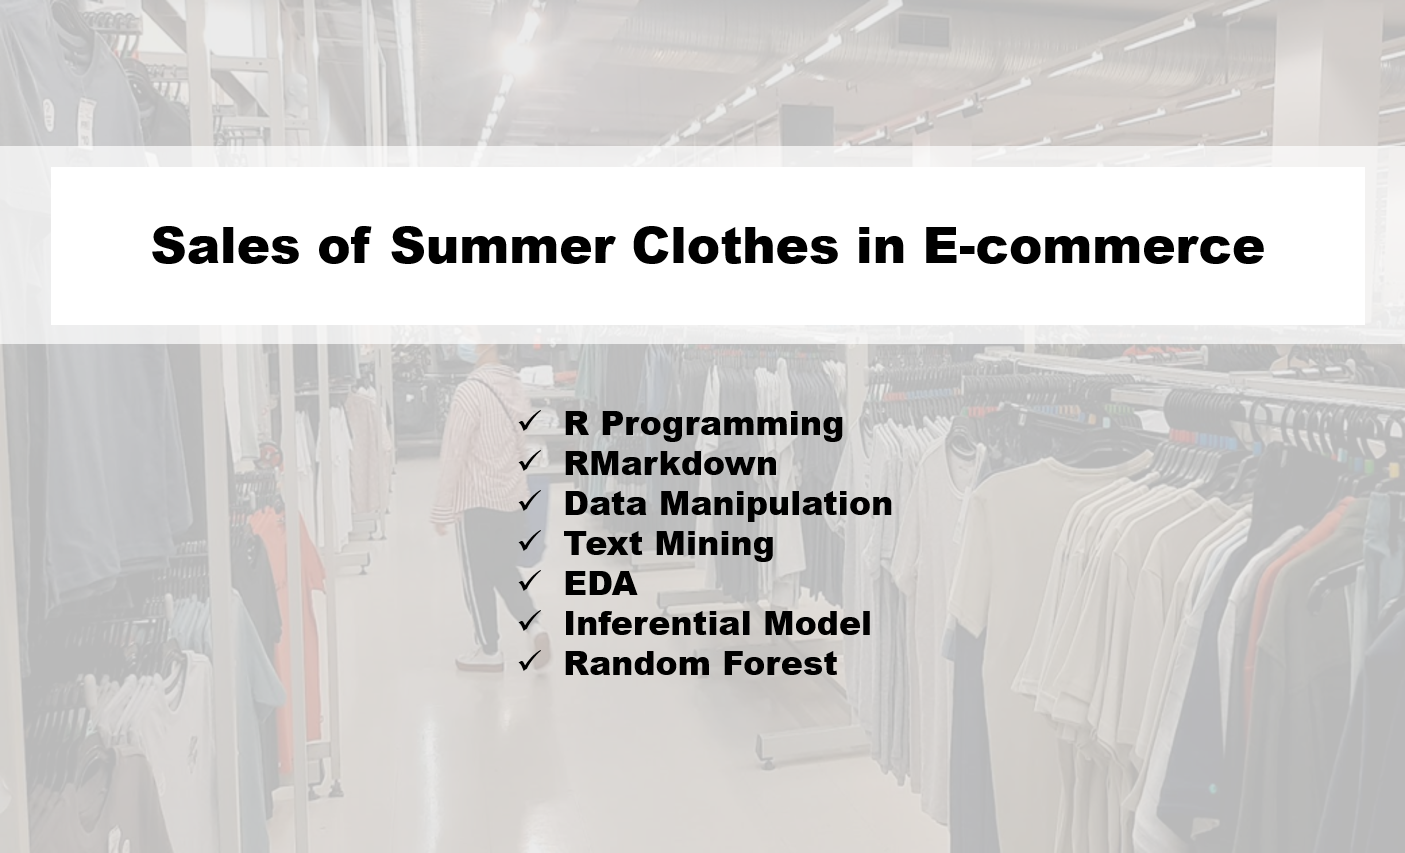 Sales of Summer Clothes in E-commerce
✓ R Programming
✓ RMarkdown
✓ Data Manipulation
✓ Text Mining
✓ EDA
✓ Inferential Model
✓ Random Forest